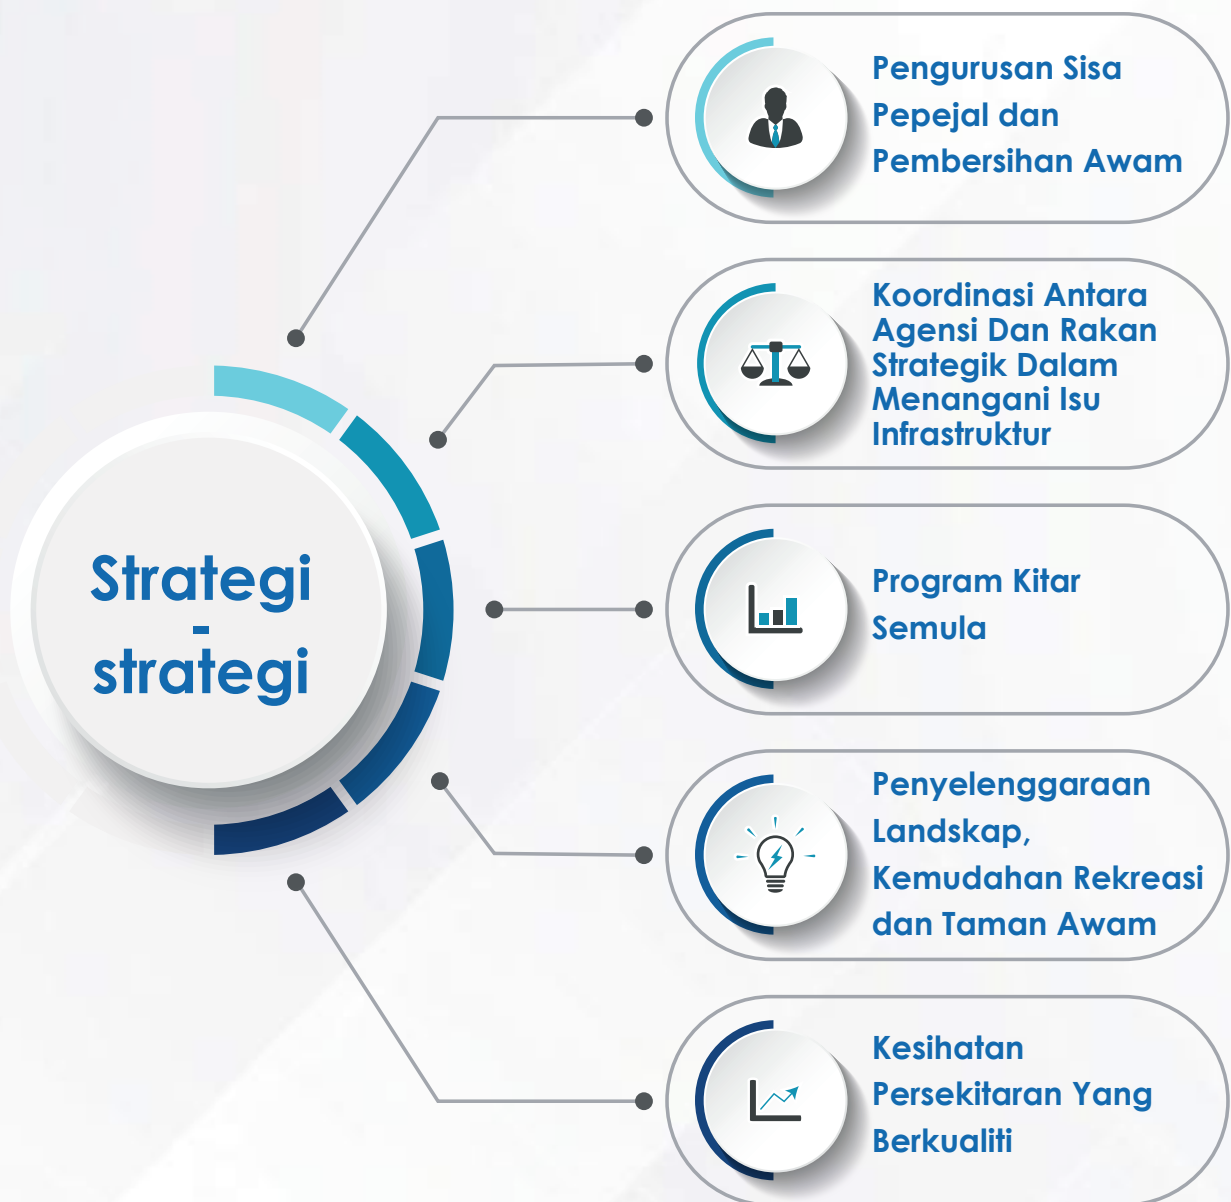 Strategi
-
strategi
Pengurusan Sisa
Pepejal dan
Pembersihan Awam
Koordinasi Antara
Agensi Dan Rakan
Strategik Dalam
Menangani Isu
Infrastruktur
Program Kitar
Semula
Penyelenggaraan
Landskap,
Kemudahan Rekreasi
dan Taman Awam
Kesihatan
Persekitaran Yang
Berkualiti